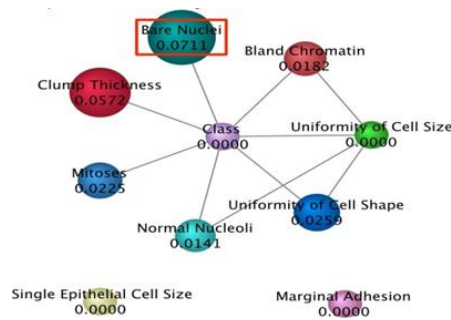 Bare Nuclei
0.0711
Bland Chromatin
0.0182
Clump Thickness
0.0572
Class
0.0000
Uniformity of Cell Size
0.0000
Mitoses
0.0225
Uniformity of Cell Shape
0.0259
Normal Nucleoli
0.0141
Single Epithelial Cell Size
0.0000
Marginal Adhesion
0.0000